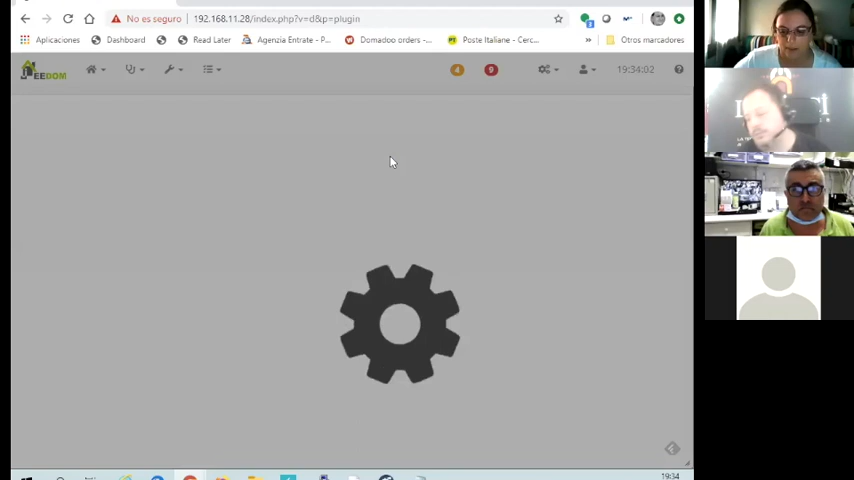 No es seguro 192.168.11.28/index.php?v=d&p=plugin
Aplicaciones Dashboard Read Later Agenzia Entrate - P... Domadoo orders -... Poste Italiane - Cerc... » Otros marcadores
EEDOM 4 9 19:34:02
19:34